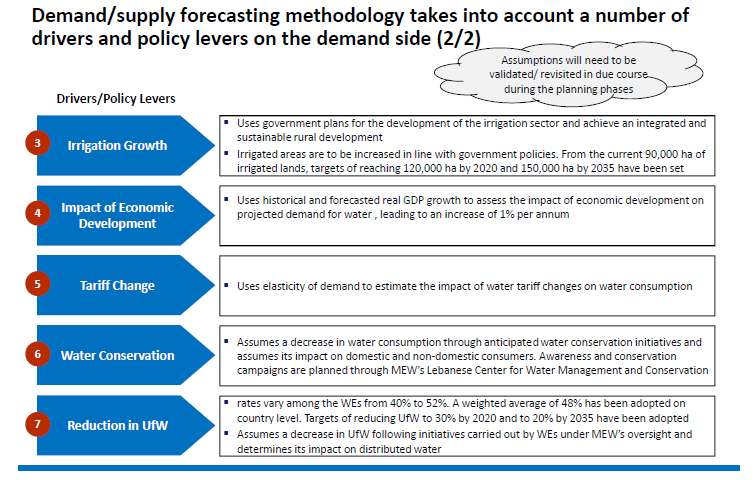 Demand/supply forecasting methodology takes into account a number of
drivers and policy levers on the demand side (2/2)
Assumptions will need to be
validated/ revisited in due course
during the planning phases
Drivers/Policy Levers
3
Irrigation Growth
▪ Uses government plans for the development of the irrigation sector and achieve an integrated and
sustainable rural development
▪ Irrigated areas are to be increased in line with government policies. From the current 90,000 ha of
irrigated lands, targets of reaching 120,000 ha by 2020 and 150,000 ha by 2035 have been set
4
Impact of Economic
Development
▪ Uses historical and forecasted real GDP growth to assess the impact of economic development on
projected demand for water , leading to an increase of 1% per annum
5
Tariff Change
▪ Uses elasticity of demand to estimate the impact of water tariff changes on water consumption
6
Water Conservation
▪ Assumes a decrease in water consumption through anticipated water conservation initiatives and
assumes its impact on domestic and non-domestic consumers. Awareness and conservation
campaigns are planned through MEW's Lebanese Center for Water Management and Conservation
7
Reduction in UfW
▪ rates vary among the WEs from 40% to 52%. A weighted average of 48% has been adopted on
country level. Targets of reducing UfW to 30% by 2020 and to 20% by 2035 have been adopted
▪ Assumes a decrease in UfW following initiatives carried out by WEs under MEW's oversight and
determines its impact on distributed water